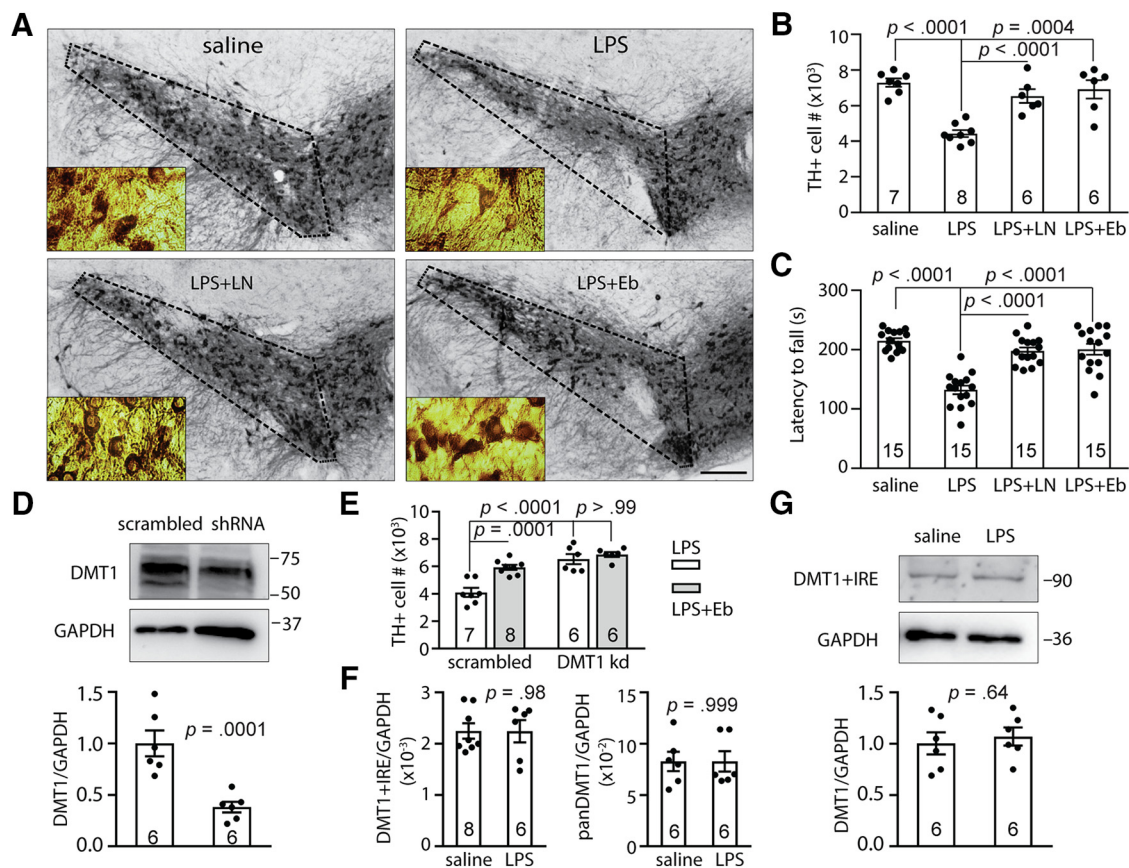 A
saline
LPS
LPS+LN
LPS+Eb
B
p < .0001
p = .0004
p < .0001
TH+ cell # (x10³)
10
8
6
4
2
0
7
8
6
6
saline
LPS
LPS+LN
LPS+Eb
C
p < .0001
p < .0001
p < .0001
Latency to fall (s)
300
200
100
0
15
15
15
15
saline
LPS
LPS+LN
LPS+Eb
D
scrambled
shRNA
DMT1
–75
–50
GAPDH
–37
DMT1/GAPDH
1.5
1.0
0.5
0.0
p = .0001
6
6
E
p < .0001
p > .99
p = .0001
TH+ cell # (x10³)
10
8
6
4
2
0
7
8
6
6
scrambled
DMT1 kd
LPS
LPS+Eb
F
DMT1+IRE/GAPDH
(x10⁻³)
3
2
1
0
p = .98
8
6
saline
LPS
panDMT1/GAPDH
(x10⁻²)
15
10
5
0
p = .999
6
6
saline
LPS
G
saline
LPS
DMT1+IRE
–90
GAPDH
–36
DMT1/GAPDH
1.5
1.0
0.5
0.0
p = .64
6
6
saline
LPS